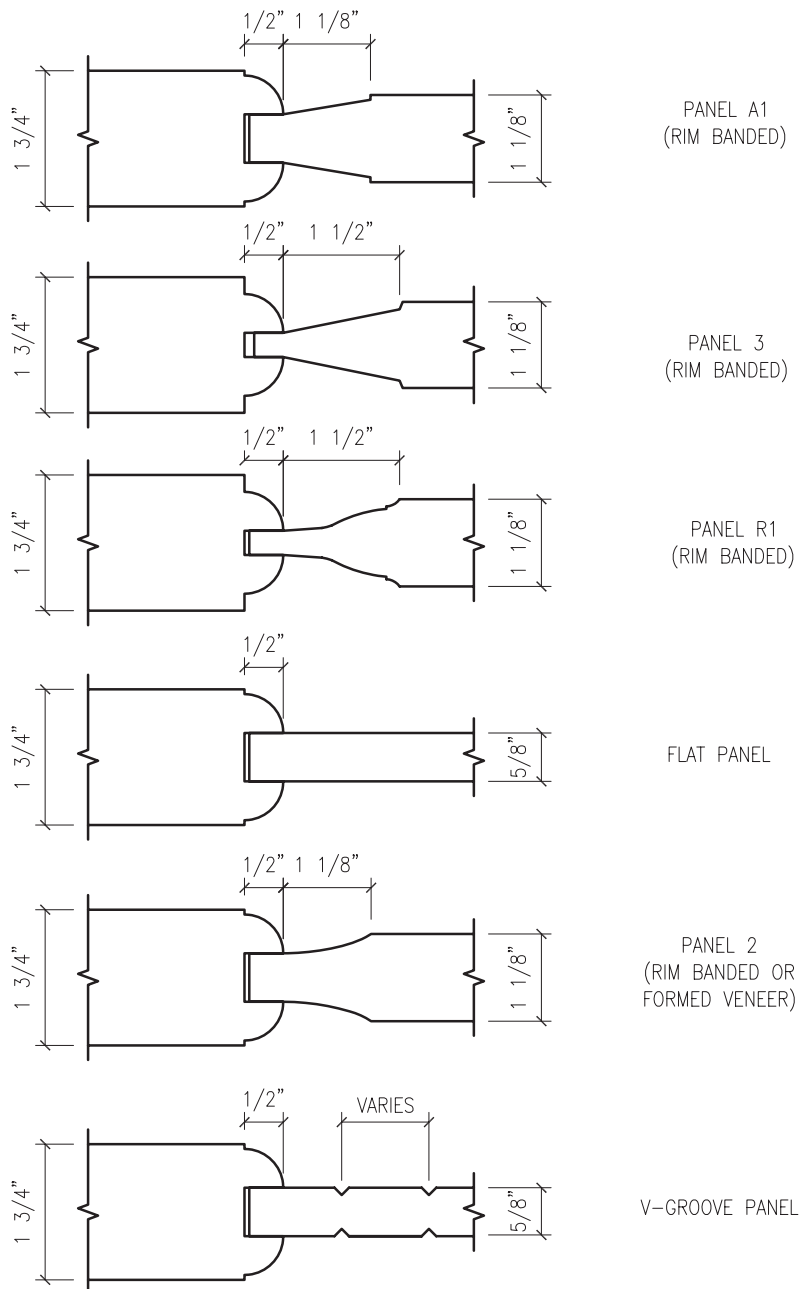 1/2” 1 1/8”
1 3/4”
1 1/8”
PANEL A1
(RIM BANDED)
1/2” 1 1/2”
1 3/4”
1 1/8”
PANEL 3
(RIM BANDED)
1/2” 1 1/2”
1 3/4”
1 1/8”
PANEL R1
(RIM BANDED)
1/2”
1 3/4”
5/8”
FLAT PANEL
1/2” 1 1/8”
1 3/4”
1 1/8”
PANEL 2
(RIM BANDED OR
FORMED VENEER)
1/2” VARIES
1 3/4”
5/8”
V-GROOVE PANEL